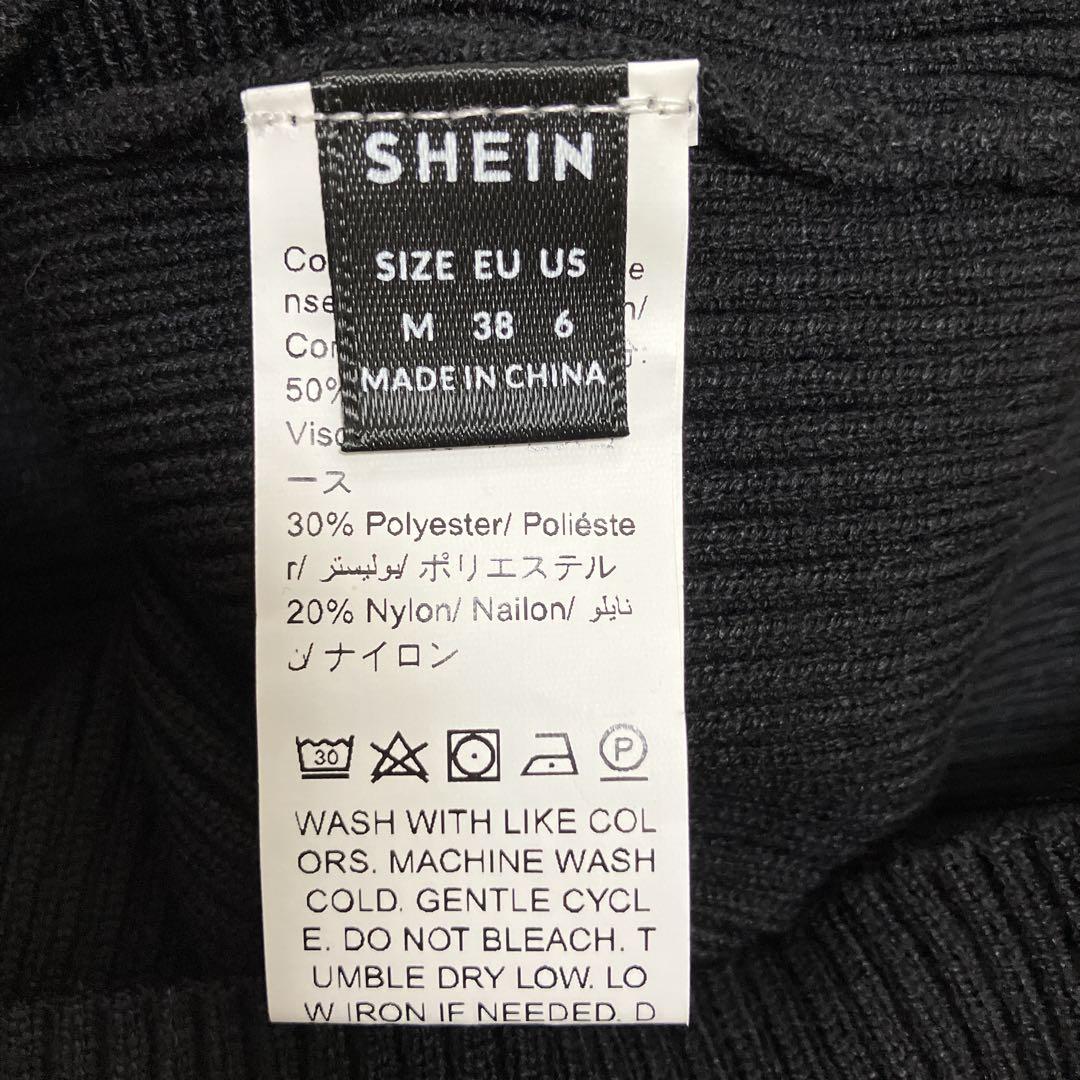 SHEIN
SIZE EU US
M 38 6
MADE IN CHINA
50%
ース
30% Polyester/ Poliéste
r/ بوليستر/ ポリエステル
20% Nylon/ Nailon/ نايلو
ن/ ナイロン
30
P
WASH WITH LIKE COL
ORS. MACHINE WASH
COLD. GENTLE CYCL
E. DO NOT BLEACH. T
UMBLE DRY LOW. LO
W IRON IF NEEDED. D